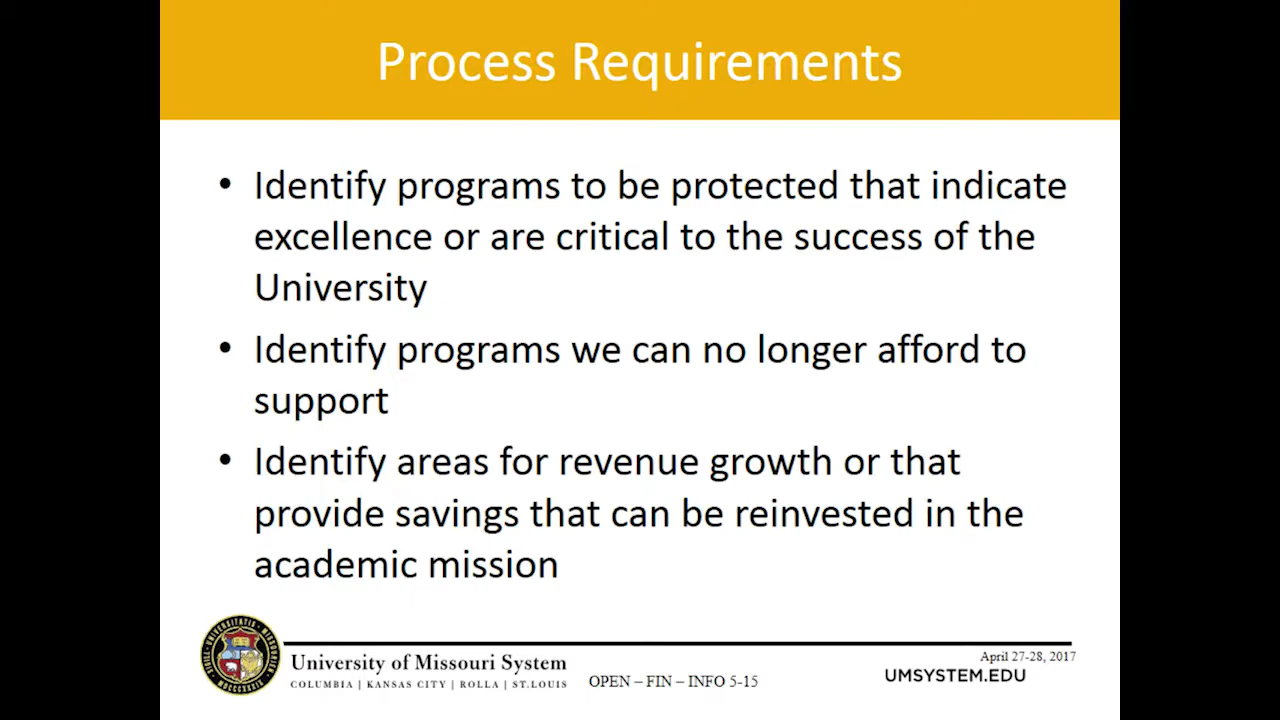 Process Requirements
• Identify programs to be protected that indicate
excellence or are critical to the success of the
University
• Identify programs we can no longer afford to
support
• Identify areas for revenue growth or that
provide savings that can be reinvested in the
academic mission
University of Missouri System
COLUMBIA | KANSAS CITY | ROLLA | ST.LOUIS
OPEN – FIN – INFO 5-15
April 27-28, 2017
UMSYSTEM.EDU